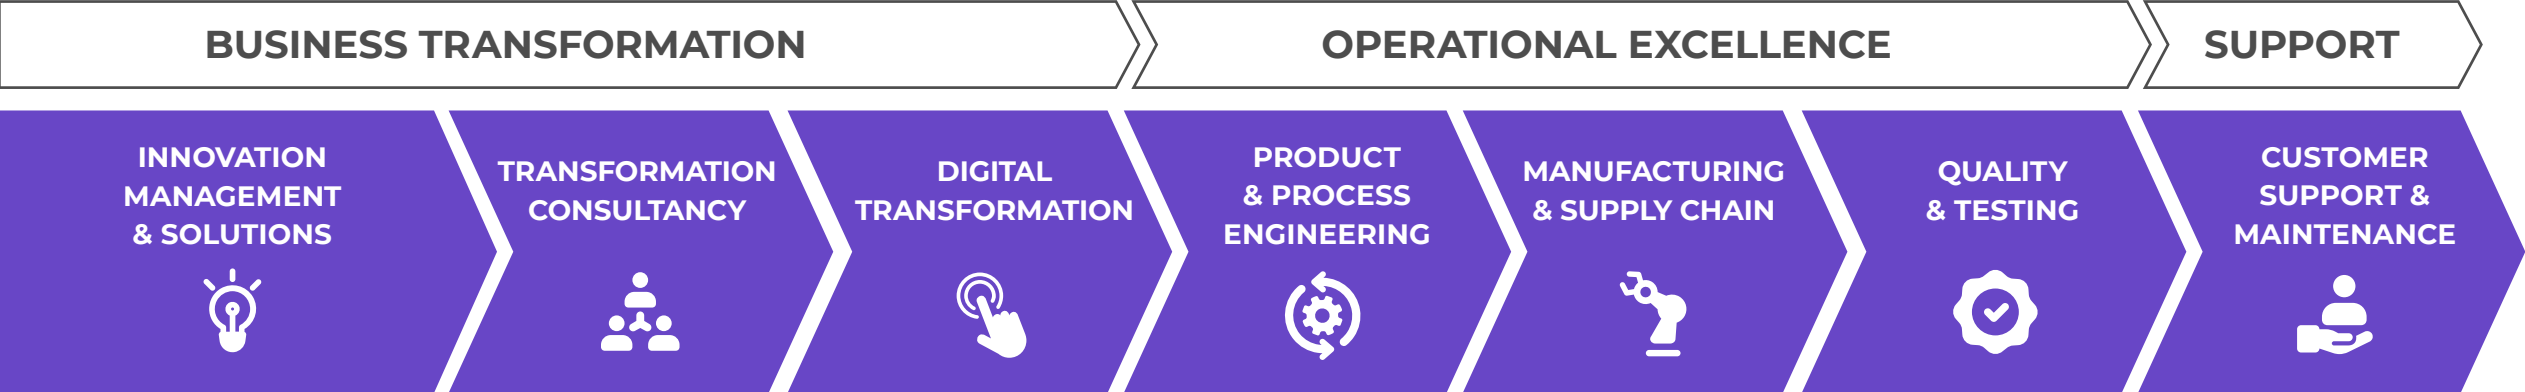 BUSINESS TRANSFORMATION
OPERATIONAL EXCELLENCE
SUPPORT
INNOVATION
MANAGEMENT
& SOLUTIONS
TRANSFORMATION
CONSULTANCY
DIGITAL
TRANSFORMATION
PRODUCT
& PROCESS
ENGINEERING
MANUFACTURING
& SUPPLY CHAIN
QUALITY
& TESTING
CUSTOMER
SUPPORT &
MAINTENANCE